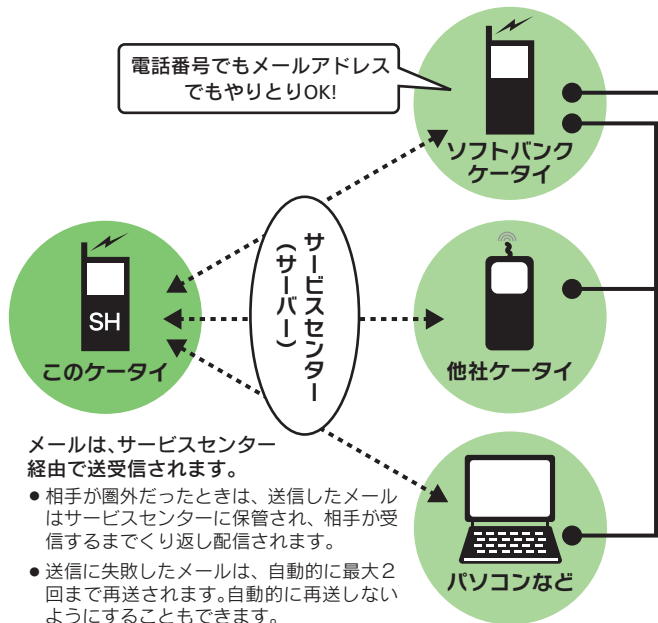 電話番号でもメールアドレス
でもやりとりOK!
ソフトバンク
ケータイ
サービスセンター
（サーバー）
SH
このケータイ
他社ケータイ
メールは、サービスセンター
経由で送受信されます。
● 相手が圏外だったときは、送信したメール
はサービスセンターに保管され、相手が受
信するまでくり返し配信されます。
● 送信に失敗したメールは、自動的に最大2
回まで再送されます。自動的に再送しない
ようにすることもできます。
パソコンなど